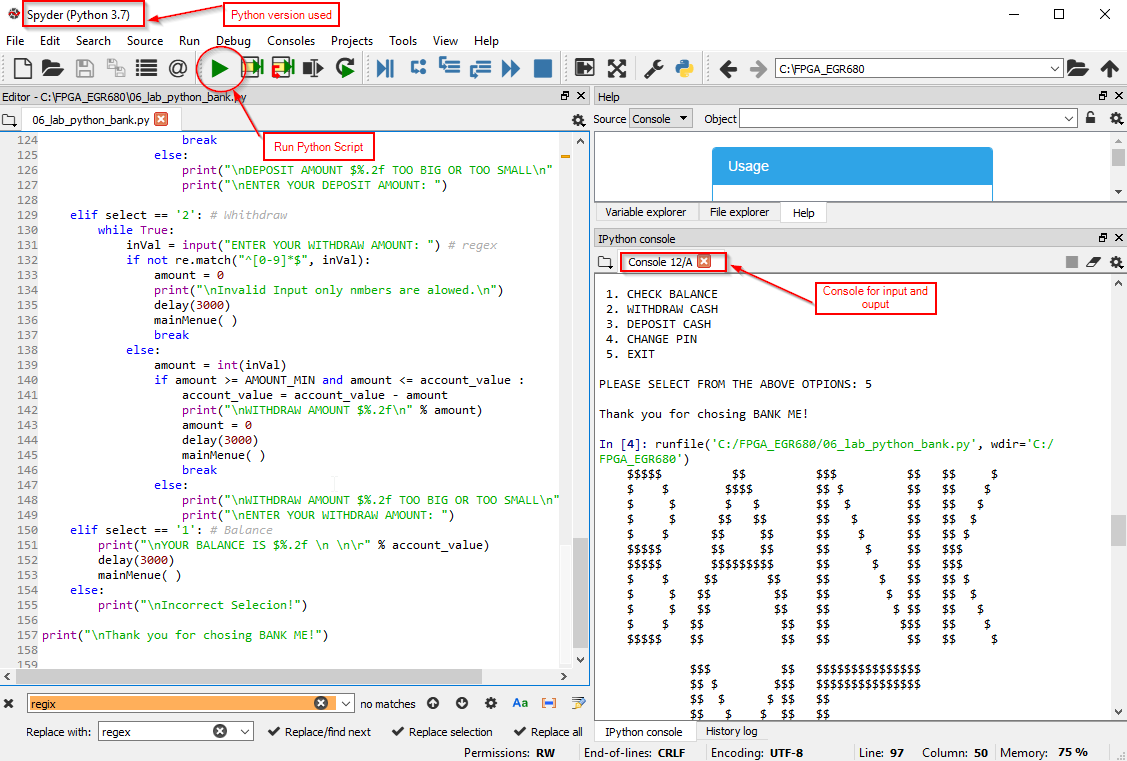 Spyder (Python 3.7)
Python version used
File Edit Search Source Run Debug Consoles Projects Tools View Help
C:\FPGA_EGR680
Editor - C:\FPGA_EGR680\06_lab_python_bank.py
06_lab_python_bank.py
Run Python Script
124 break
125 else:
126 print("\nDEPOSIT AMOUNT $%.2f TOO BIG OR TOO SMALL\n"
127 print("\nENTER YOUR DEPOSIT AMOUNT: ")
128
129 elif select == '2': # Whithdraw
130 while True:
131 inVal = input("ENTER YOUR WITHDRAW AMOUNT: ") # regex
132 if not re.match("^[0-9]*$", inVal):
133 amount = 0
134 print("\nInvalid Input only nmbers are alowed.\n")
135 delay(3000)
136 mainMenue( )
137 break
138 else:
139 amount = int(inVal)
140 if amount >= AMOUNT_MIN and amount <= account_value :
141 account_value = account_value - amount
142 print("\nWITHDRAW AMOUNT $%.2f\n" % amount)
143 amount = 0
144 delay(3000)
145 mainMenue( )
146 break
147 else:
148 print("\nWITHDRAW AMOUNT $%.2f TOO BIG OR TOO SMALL\n"
149 print("\nENTER YOUR WITHDRAW AMOUNT: ")
150 elif select == '1': # Balance
151 print("\nYOUR BALANCE IS $%.2f \n \n\r" % account_value)
152 delay(3000)
153 mainMenue( )
154 else:
155 print("\nIncorrect Selecion!")
156
157 print("\nThank you for chosing BANK ME!")
158
159
regix
no matches
Aa
Replace with:
regex
Replace/find next
Replace selection
Replace all
Help
Source Console Object
Usage
Variable explorer File explorer Help
IPython console
Console 12/A
Console for input and
ouput
1. CHECK BALANCE
2. WITHDRAW CASH
3. DEPOSIT CASH
4. CHANGE PIN
5. EXIT
PLEASE SELECT FROM THE ABOVE OTPIONS: 5
Thank you for chosing BANK ME!
In [4]: runfile('C:/FPGA_EGR680/06_lab_python_bank.py', wdir='C:/
FPGA_EGR680')
$$$$$ $$ $$$ $$ $$ $
$ $ $$$$ $$ $ $$ $$ $
$ $ $ $ $$ $ $$ $$ $
$ $ $$ $$ $$ $ $$ $$ $
$ $ $$ $$ $$ $ $$ $$ $
$$$$$ $$ $$ $$ $ $$ $$$
$$$$$ $$$$$$$$$ $$ $ $$ $$$
$ $ $$ $$ $$ $ $$ $$ $
$ $ $$ $$ $$ $ $$ $$ $
$ $ $$ $$ $$ $ $$ $$ $
$ $ $$ $$ $$ $$$ $$ $
$$$$$ $$ $$ $$ $$ $$ $
$$$ $$ $$$$$$$$$$$$$$$
$$ $ $$$ $$$$$$$$$$$$$$$
$$ $ $ $$ $$
$$ $ $ $$ $$
IPython console History log
Permissions: RW End-of-lines: CRLF Encoding: UTF-8 Line: 97 Column: 50 Memory: 75 %